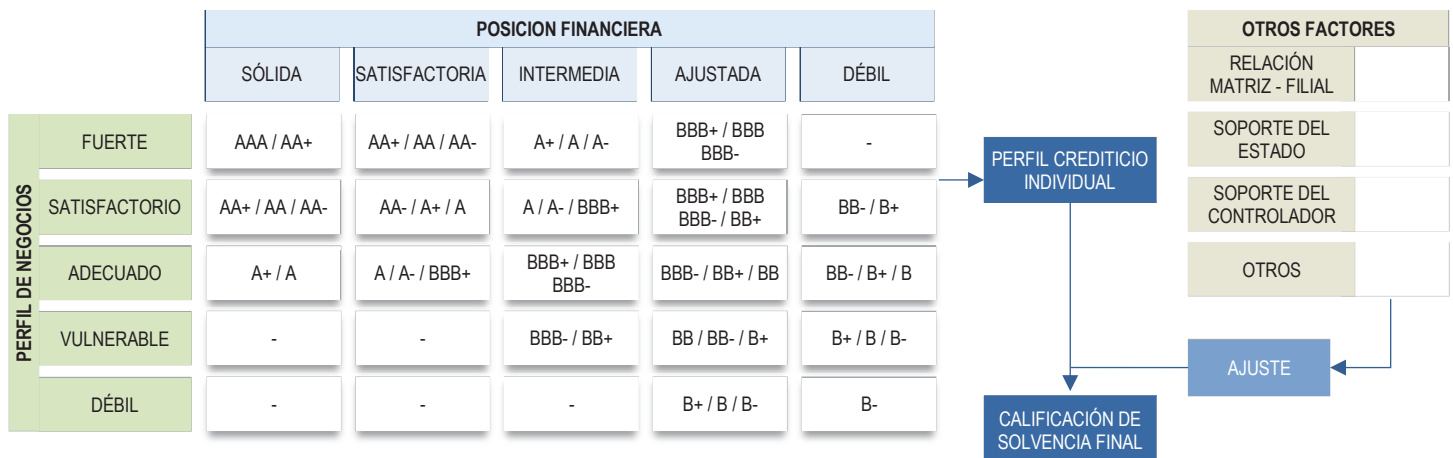 POSICION FINANCIERA
SÓLIDA
SATISFACTORIA
INTERMEDIA
AJUSTADA
DÉBIL
PERFIL DE NEGOCIOS
FUERTE
AAA / AA+
AA+ / AA / AA-
A+ / A / A-
BBB+ / BBB
BBB-
-
SATISFACTORIO
AA+ / AA / AA-
AA- / A+ / A
A / A- / BBB+
BBB+ / BBB
BBB- / BB+
BB- / B+
ADECUADO
A+ / A
A / A- / BBB+
BBB+ / BBB
BBB-
BBB- / BB+ / BB
BB- / B+ / B
VULNERABLE
-
-
BBB- / BB+
BB / BB- / B+
B+ / B / B-
DÉBIL
-
-
-
B+ / B / B-
B-
PERFIL CREDITICIO
INDIVIDUAL
OTROS FACTORES
RELACIÓN
MATRIZ - FILIAL
SOPORTE DEL
ESTADO
SOPORTE DEL
CONTROLADOR
OTROS
AJUSTE
CALIFICACIÓN DE
SOLVENCIA FINAL